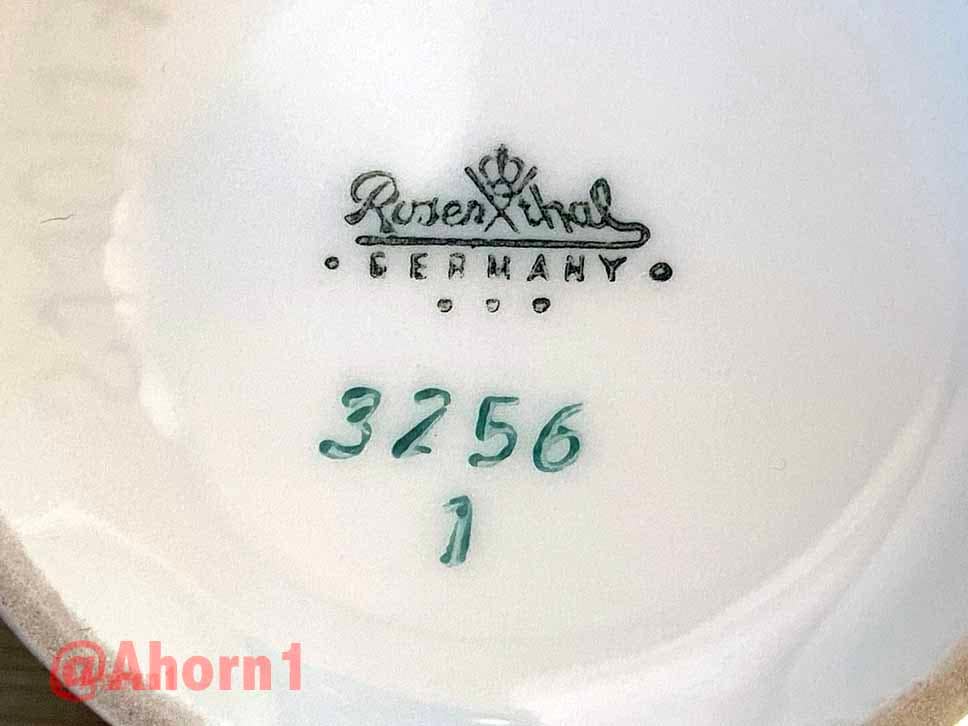 Rosenthal
· GERMANY ·
· · ·
3256
1
@Ahorn1